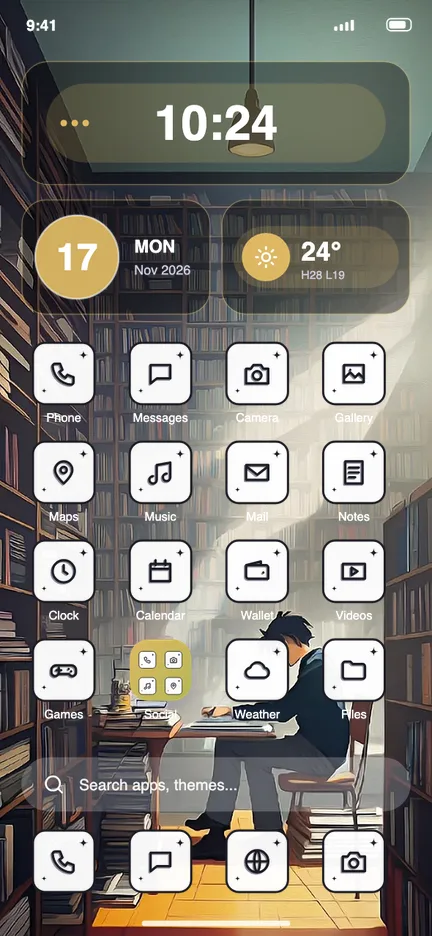 9:41
10:24
17
MON
Nov 2026
24°
H28 L19
Phone
Messages
Camera
Gallery
Maps
Music
Mail
Notes
Clock
Calendar
Wallet
Videos
Games
Social
Weather
Files
Search apps, themes...